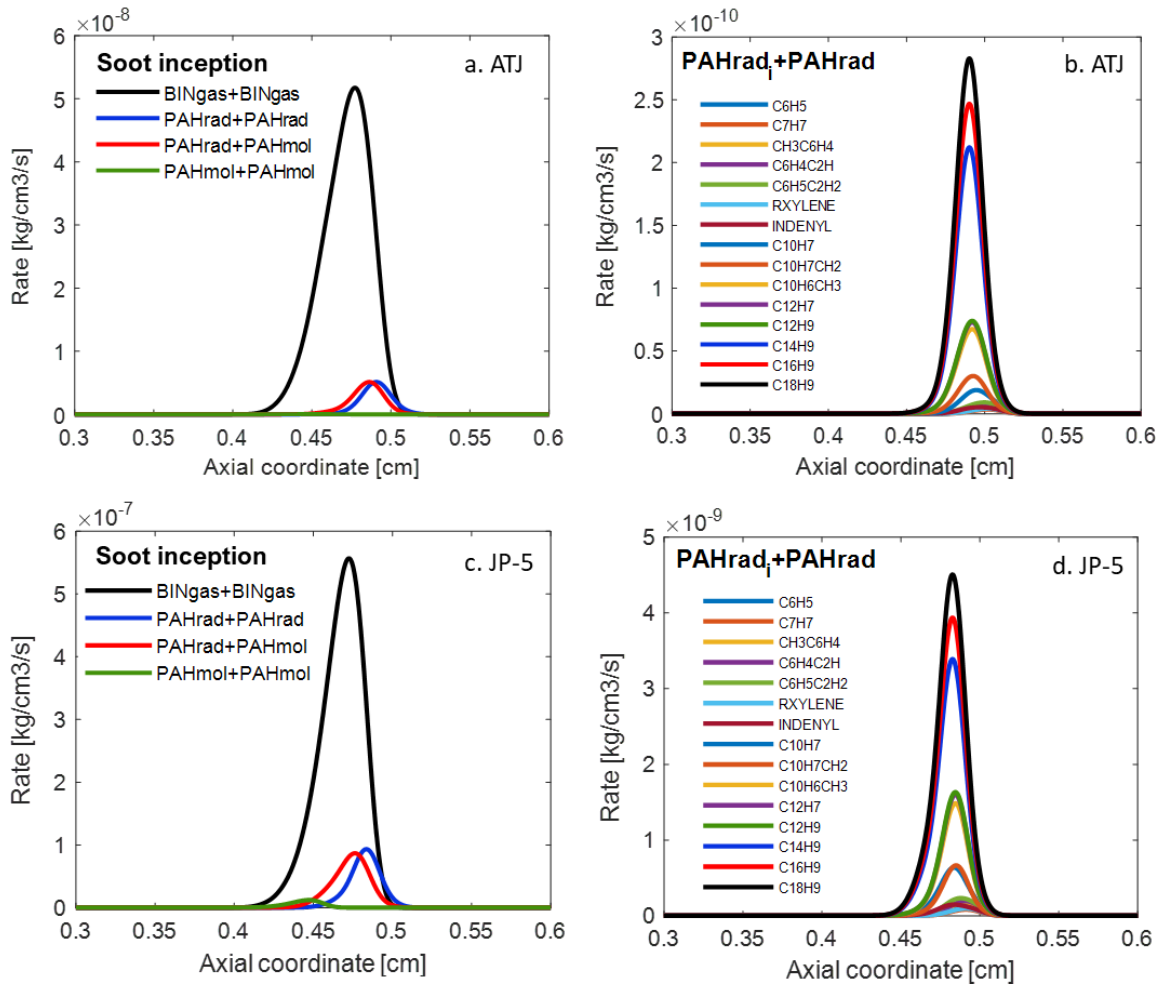 ×10⁻⁸
6
5
4
3
2
1
0
0.3 0.35 0.4 0.45 0.5 0.55 0.6
Rate [kg/cm3/s]
Axial coordinate [cm]
Soot inception
a. ATJ
BINgas+BINgas
PAHrad+PAHrad
PAHrad+PAHmol
PAHmol+PAHmol
×10⁻¹⁰
3
2.5
2
1.5
1
0.5
0
0.3 0.35 0.4 0.45 0.5 0.55 0.6
Rate [kg/cm3/s]
Axial coordinate [cm]
PAHradᵢ+PAHrad
b. ATJ
C6H5
C7H7
CH3C6H4
C6H4C2H
C6H5C2H2
RXYLENE
INDENYL
C10H7
C10H7CH2
C10H6CH3
C12H7
C12H9
C14H9
C16H9
C18H9
×10⁻⁷
6
5
4
3
2
1
0
0.3 0.35 0.4 0.45 0.5 0.55 0.6
Rate [kg/cm3/s]
Axial coordinate [cm]
Soot inception
c. JP-5
BINgas+BINgas
PAHrad+PAHrad
PAHrad+PAHmol
PAHmol+PAHmol
×10⁻⁹
5
4
3
2
1
0
0.3 0.35 0.4 0.45 0.5 0.55 0.6
Rate [kg/cm3/s]
Axial coordinate [cm]
PAHradᵢ+PAHrad
d. JP-5
C6H5
C7H7
CH3C6H4
C6H4C2H
C6H5C2H2
RXYLENE
INDENYL
C10H7
C10H7CH2
C10H6CH3
C12H7
C12H9
C14H9
C16H9
C18H9